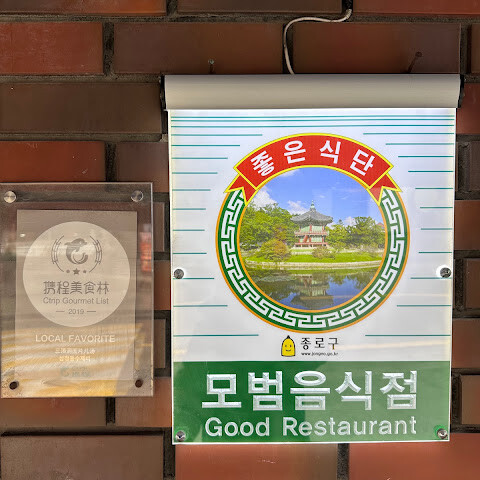 携程美食林
Ctrip Gourmet List
2019
LOCAL FAVORITE
좋은식단
종로구
www.jongno.go.kr
모범음식점
Good Restaurant